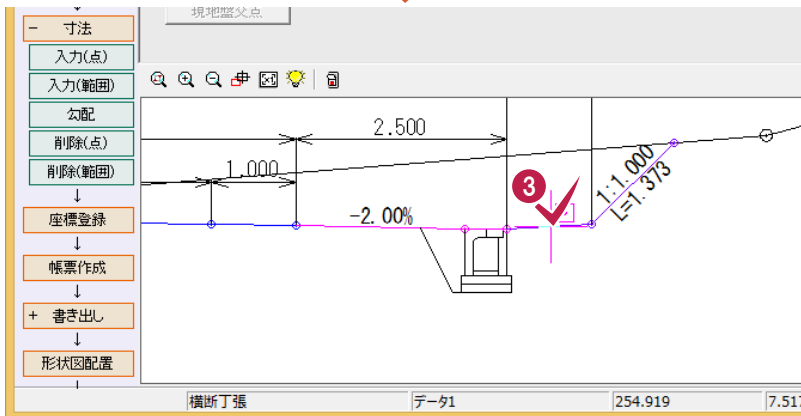 現地盤交点
− 寸法
入力(点)
入力(範囲)
勾配
削除(点)
削除(範囲)
↓
座標登録
↓
帳票作成
↓
+ 書き出し
↓
形状図配置
2.500
1.000
-2.00%
3
1:1.000
L=1.373
横断丁張
データ1
254.919
7.517